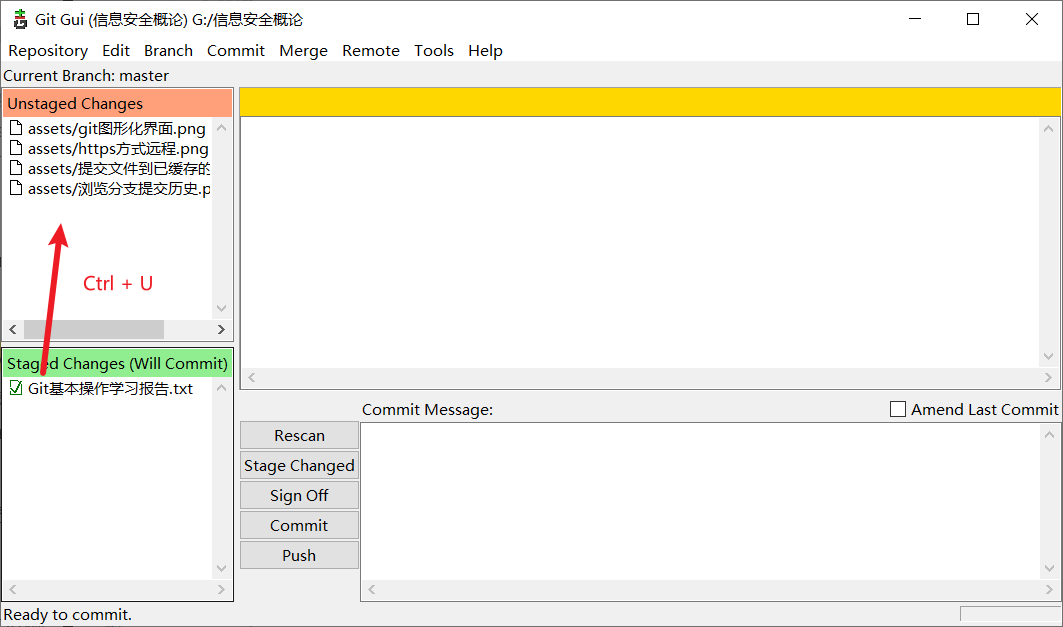 Git Gui (信息安全概论) G:/信息安全概论
Repository Edit Branch Commit Merge Remote Tools Help
Current Branch: master
Unstaged Changes
assets/git图形化界面.png
assets/https方式远程.png
assets/提交文件到已缓存的
assets/浏览分支提交历史.p
Ctrl + U
Staged Changes (Will Commit)
Git基本操作学习报告.txt
Commit Message:
Amend Last Commit
Rescan
Stage Changed
Sign Off
Commit
Push
Ready to commit.